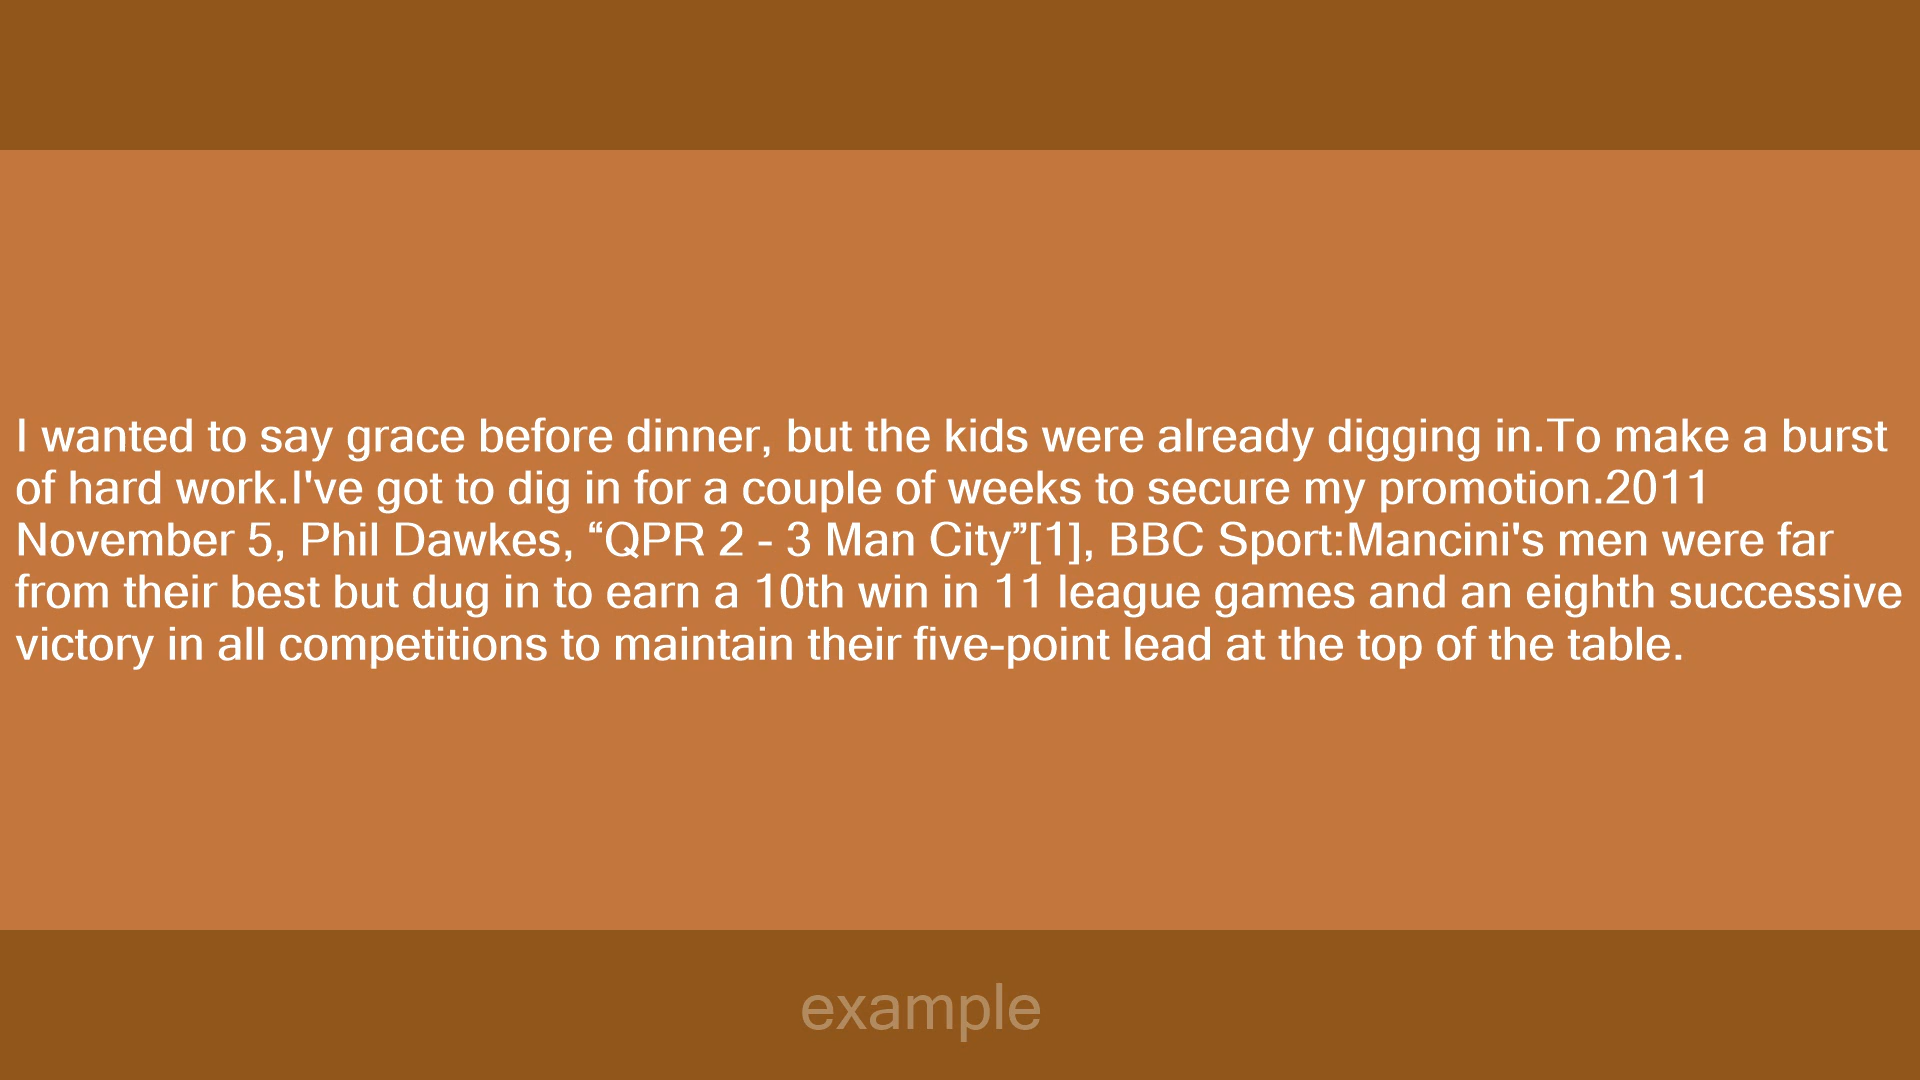 I wanted to say grace before dinner, but the kids were already digging in.To make a burst
of hard work.I've got to dig in for a couple of weeks to secure my promotion.2011
November 5, Phil Dawkes, “QPR 2 - 3 Man City”[1], BBC Sport:Mancini's men were far
from their best but dug in to earn a 10th win in 11 league games and an eighth successive
victory in all competitions to maintain their five-point lead at the top of the table.
example